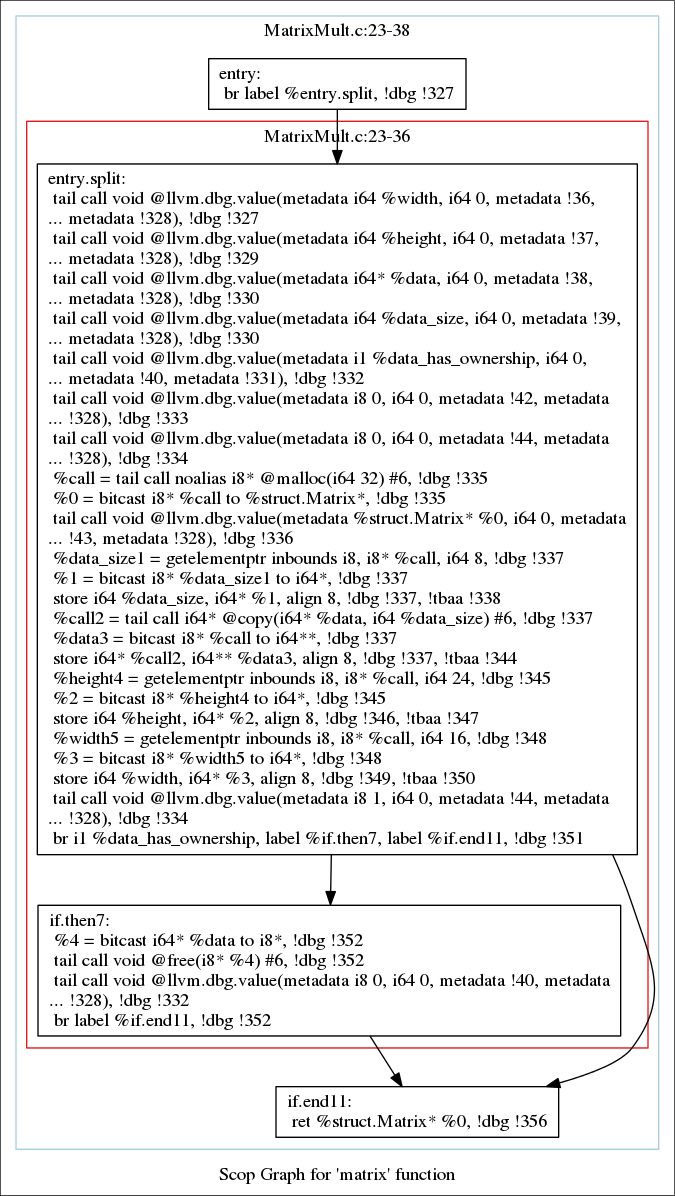 MatrixMult.c:23-38
entry:
br label %entry.split, !dbg !327
MatrixMult.c:23-36
entry.split:
tail call void @llvm.dbg.value(metadata i64 %width, i64 0, metadata !36,
... metadata !328), !dbg !327
tail call void @llvm.dbg.value(metadata i64 %height, i64 0, metadata !37,
... metadata !328), !dbg !329
tail call void @llvm.dbg.value(metadata i64* %data, i64 0, metadata !38,
... metadata !328), !dbg !330
tail call void @llvm.dbg.value(metadata i64 %data_size, i64 0, metadata !39,
... metadata !328), !dbg !330
tail call void @llvm.dbg.value(metadata i1 %data_has_ownership, i64 0,
... metadata !40, metadata !331), !dbg !332
tail call void @llvm.dbg.value(metadata i8 0, i64 0, metadata !42, metadata
... !328), !dbg !333
tail call void @llvm.dbg.value(metadata i8 0, i64 0, metadata !44, metadata
... !328), !dbg !334
%call = tail call noalias i8* @malloc(i64 32) #6, !dbg !335
%0 = bitcast i8* %call to %struct.Matrix*, !dbg !335
tail call void @llvm.dbg.value(metadata %struct.Matrix* %0, i64 0, metadata
... !43, metadata !328), !dbg !336
%data_size1 = getelementptr inbounds i8, i8* %call, i64 8, !dbg !337
%1 = bitcast i8* %data_size1 to i64*, !dbg !337
store i64 %data_size, i64* %1, align 8, !dbg !337, !tbaa !338
%call2 = tail call i64* @copy(i64* %data, i64 %data_size) #6, !dbg !337
%data3 = bitcast i8* %call to i64**, !dbg !337
store i64* %call2, i64** %data3, align 8, !dbg !337, !tbaa !344
%height4 = getelementptr inbounds i8, i8* %call, i64 24, !dbg !345
%2 = bitcast i8* %height4 to i64*, !dbg !345
store i64 %height, i64* %2, align 8, !dbg !346, !tbaa !347
%width5 = getelementptr inbounds i8, i8* %call, i64 16, !dbg !348
%3 = bitcast i8* %width5 to i64*, !dbg !348
store i64 %width, i64* %3, align 8, !dbg !349, !tbaa !350
tail call void @llvm.dbg.value(metadata i8 1, i64 0, metadata !44, metadata
... !328), !dbg !334
br i1 %data_has_ownership, label %if.then7, label %if.end11, !dbg !351
if.then7:
%4 = bitcast i64* %data to i8*, !dbg !352
tail call void @free(i8* %4) #6, !dbg !352
tail call void @llvm.dbg.value(metadata i8 0, i64 0, metadata !40, metadata
... !328), !dbg !332
br label %if.end11, !dbg !352
if.end11:
ret %struct.Matrix* %0, !dbg !356
Scop Graph for 'matrix' function